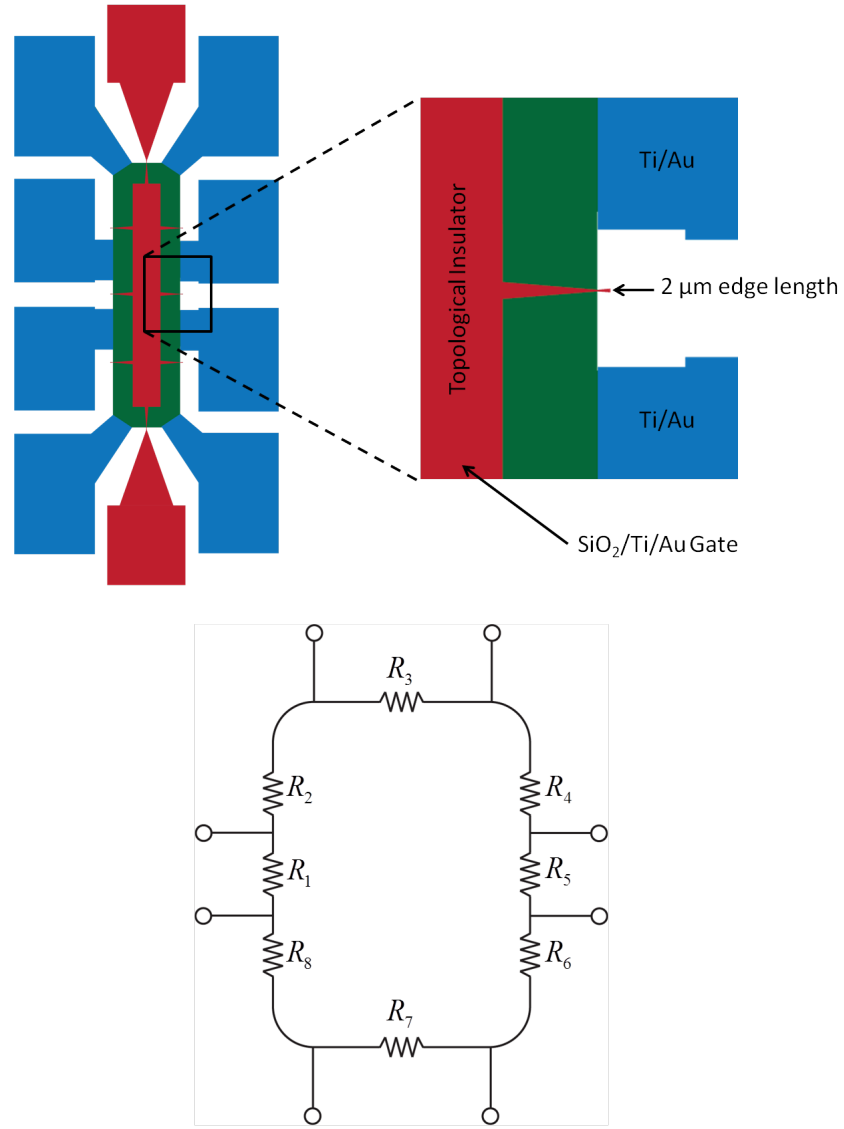 Ti/Au
Topological Insulator
2 μm edge length
Ti/Au
SiO₂/Ti/Au Gate
R₃
R₂
R₄
R₁
R₅
R₈
R₆
R₇